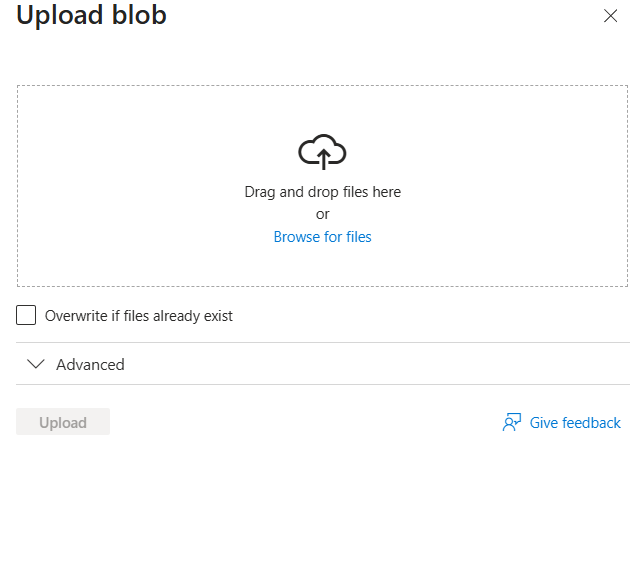 Upload blob
Drag and drop files here
or
Browse for files
Overwrite if files already exist
Advanced
Upload
Give feedback